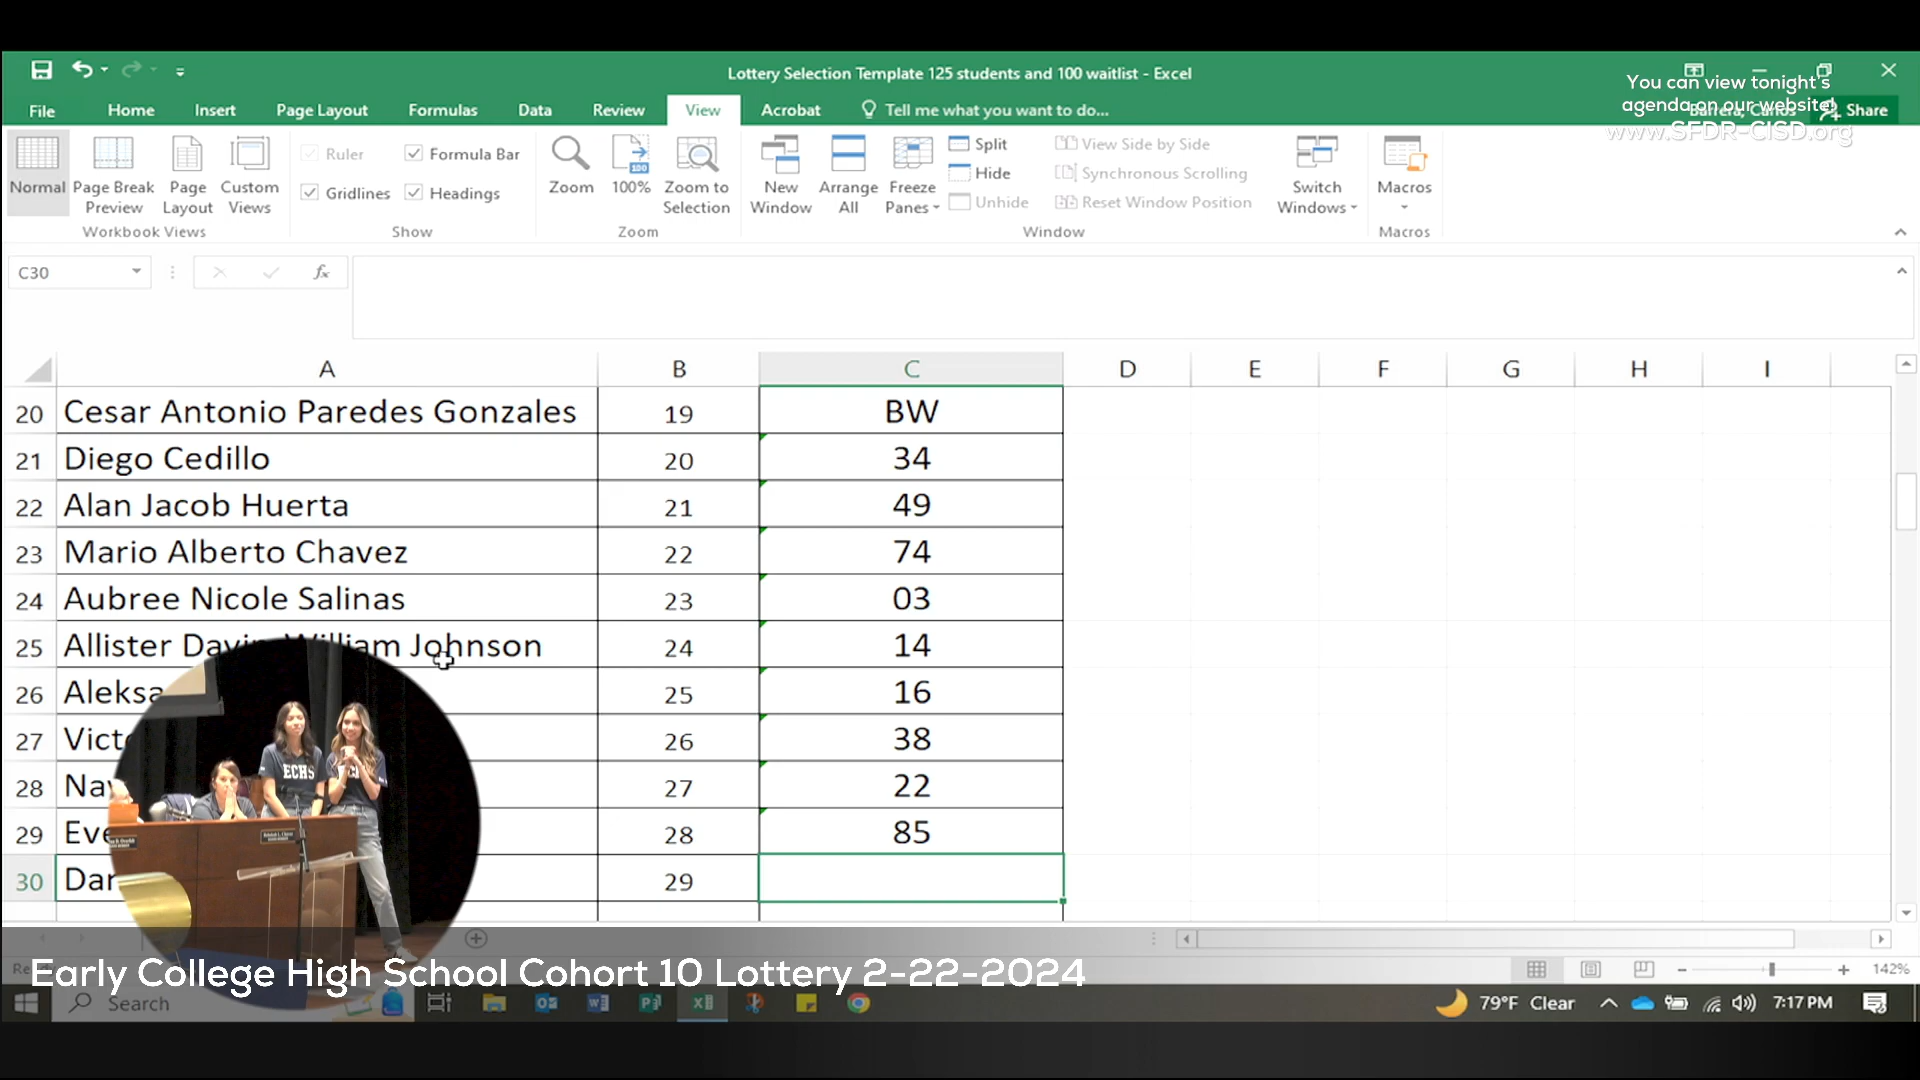 Lottery Selection Template 125 students and 100 waitlist - Excel
You can view tonight's
agenda on our website!
www.SFDR-CISD.org
File Home Insert Page Layout Formulas Data Review View Acrobat Tell me what you want to do... Share
Normal Page Break Preview Page Layout Custom Views
Workbook Views
Ruler Formula Bar
Gridlines Headings
Show
Zoom 100% Zoom to Selection
Zoom
New Window Arrange All Freeze Panes
Split
Hide
Unhide
View Side by Side
Synchronous Scrolling
Reset Window Position
Switch Windows
Window
Macros
Macros
C30 fx
A B C D E F G H I
20 Cesar Antonio Paredes Gonzales 19 BW
21 Diego Cedillo 20 34
22 Alan Jacob Huerta 21 49
23 Mario Alberto Chavez 22 74
24 Aubree Nicole Salinas 23 03
25 Allister William Johnson 24 14
26 25 16
27 26 38
28 27 22
29 28 85
30 29
ECHS
Early College High School Cohort 10 Lottery 2-22-2024
142%
Search
79°F Clear 7:17 PM